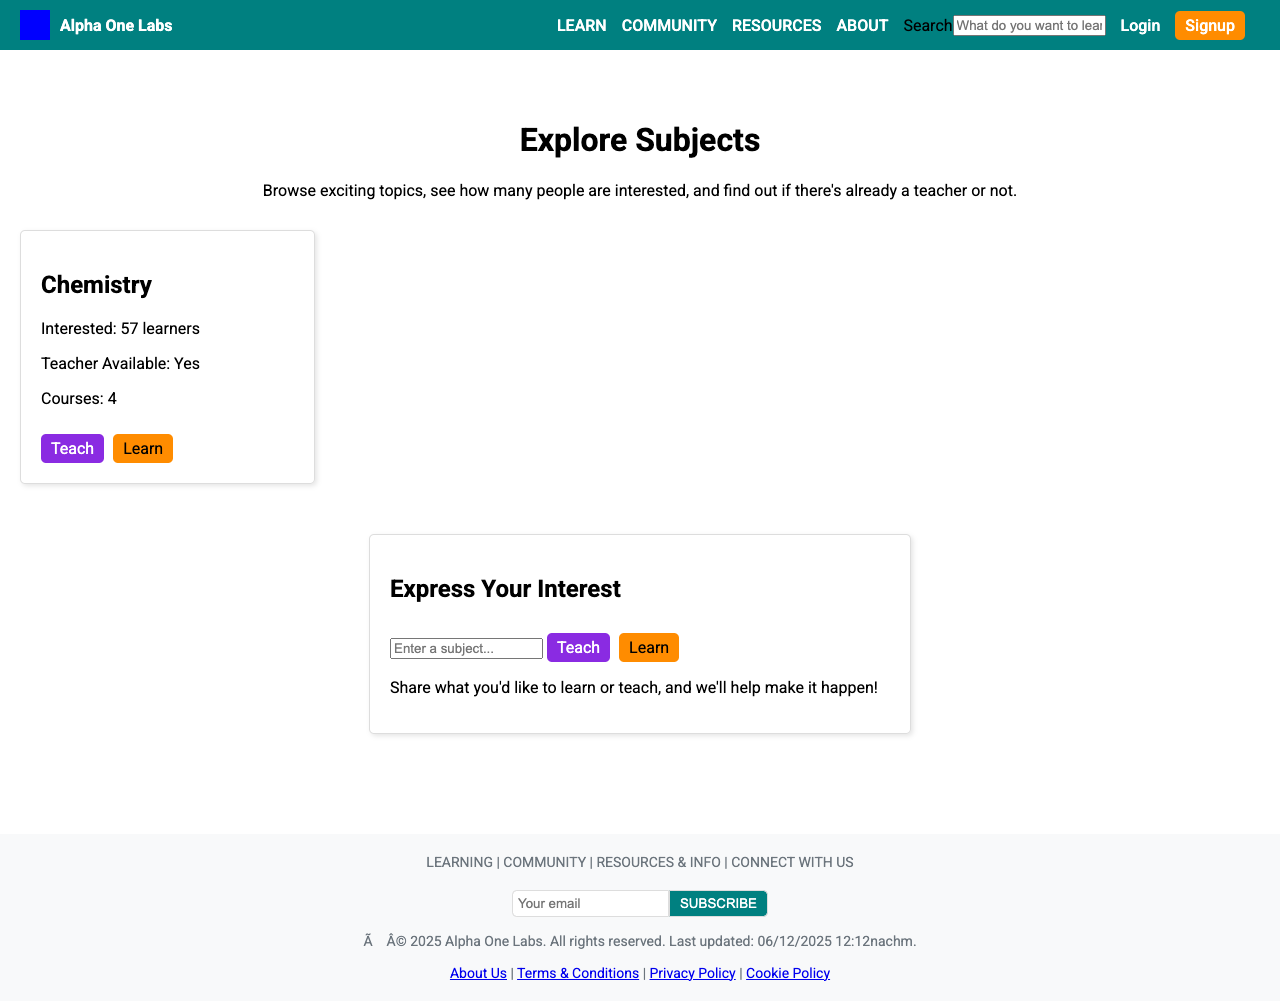 Alpha One Labs LEARN COMMUNITY RESOURCES ABOUT Search What do you want to lear Login Signup
Explore Subjects
Browse exciting topics, see how many people are interested, and find out if there's already a teacher or not.
Chemistry
Interested: 57 learners
Teacher Available: Yes
Courses: 4
Teach Learn
Express Your Interest
Enter a subject... Teach Learn
Share what you'd like to learn or teach, and we'll help make it happen!
LEARNING | COMMUNITY | RESOURCES & INFO | CONNECT WITH US
Your email SUBSCRIBE
Ã Â© 2025 Alpha One Labs. All rights reserved. Last updated: 06/12/2025 12:12nachm.
About Us | Terms & Conditions | Privacy Policy | Cookie Policy